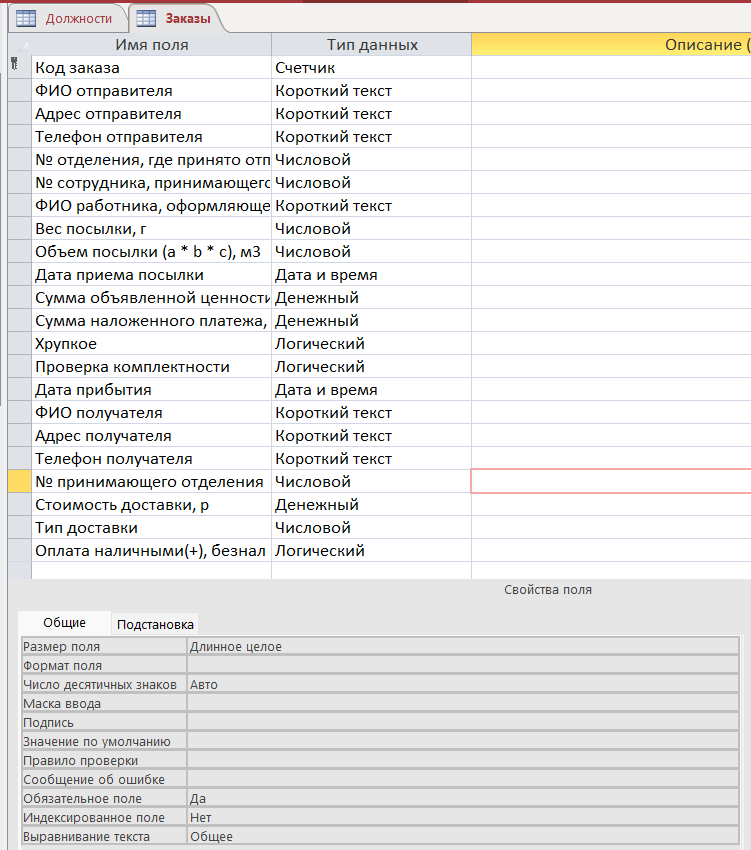 Должности Заказы
Имя поля Тип данных Описание (
Код заказа Счетчик
ФИО отправителя Короткий текст
Адрес отправителя Короткий текст
Телефон отправителя Короткий текст
№ отделения, где принято отп Числовой
№ сотрудника, принимающего Числовой
ФИО работника, оформляюще Короткий текст
Вес посылки, г Числовой
Объем посылки (a * b * c), м3 Числовой
Дата приема посылки Дата и время
Сумма объявленной ценности Денежный
Сумма наложенного платежа, Денежный
Хрупкое Логический
Проверка комплектности Логический
Дата прибытия Дата и время
ФИО получателя Короткий текст
Адрес получателя Короткий текст
Телефон получателя Короткий текст
№ принимающего отделения Числовой
Стоимость доставки, р Денежный
Тип доставки Числовой
Оплата наличными(+), безнал Логический
Свойства поля
Общие Подстановка
Размер поля Длинное целое
Формат поля
Число десятичных знаков Авто
Маска ввода
Подпись
Значение по умолчанию
Правило проверки
Сообщение об ошибке
Обязательное поле Да
Индексированное поле Нет
Выравнивание текста Общее